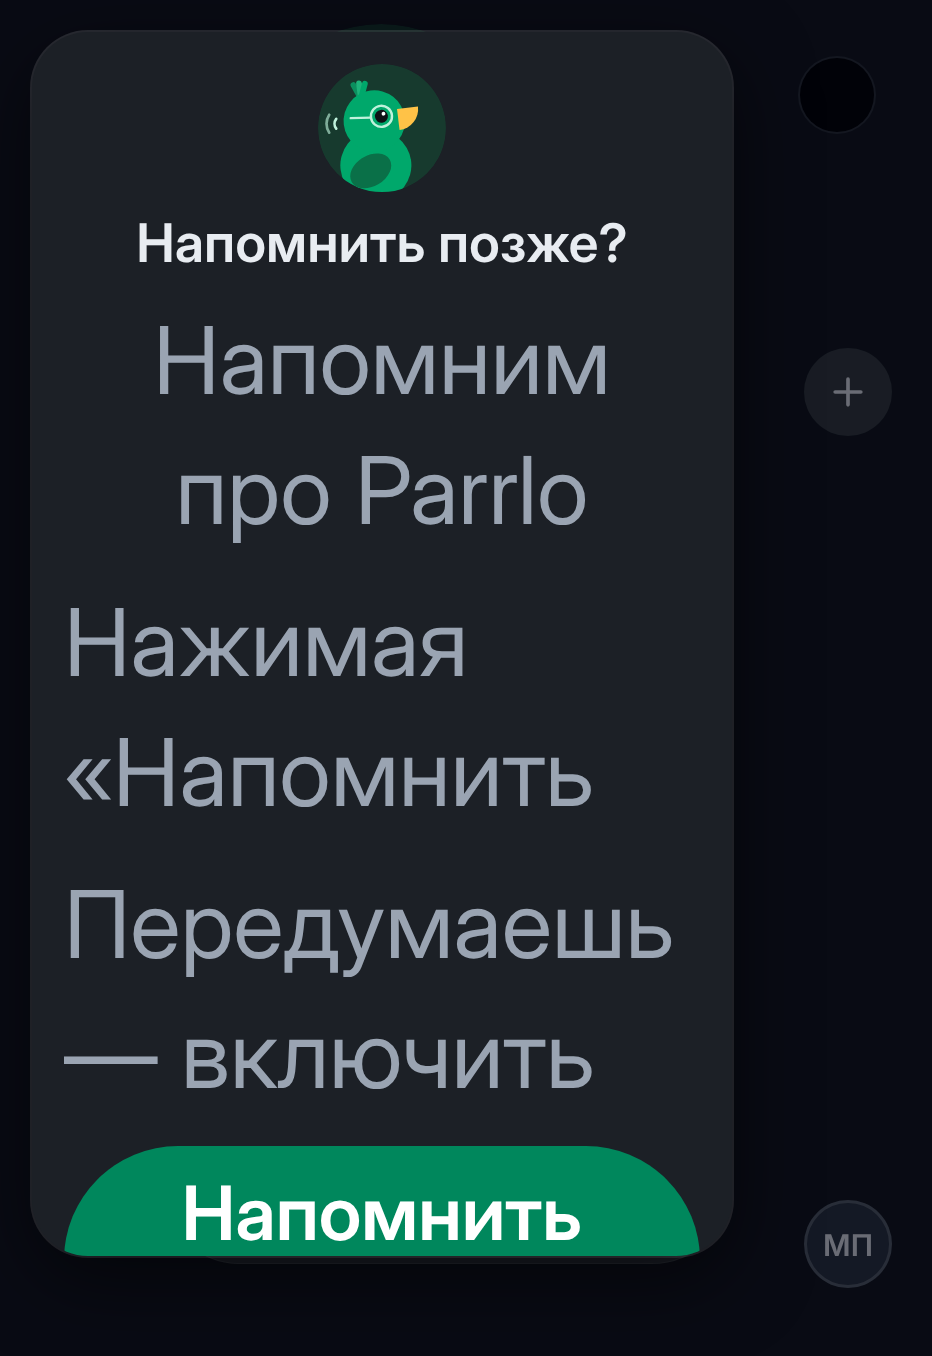 Напомнить позже?
Напомним
про Parrlo
Нажимая
«Напомнить
Передумаешь
— включить
Напомнить
МП